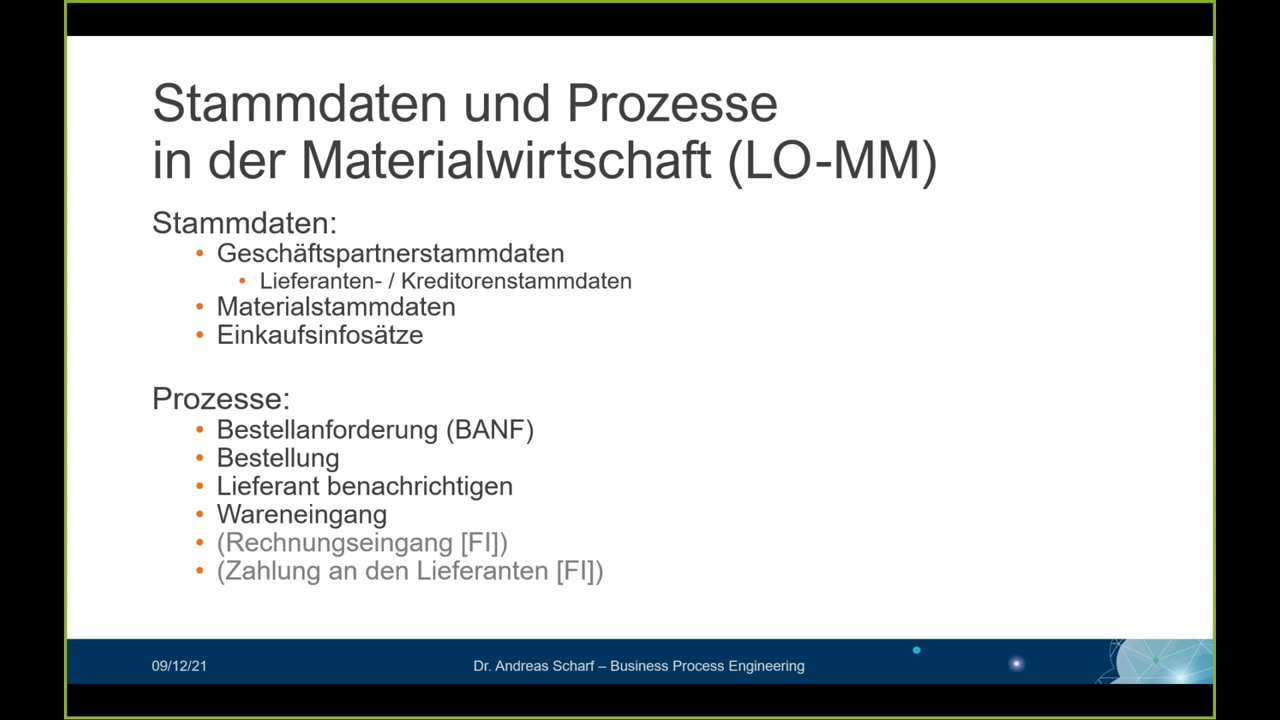 Stammdaten und Prozesse
in der Materialwirtschaft (LO-MM)
Stammdaten:
• Geschäftspartnerstammdaten
• Lieferanten- / Kreditorenstammdaten
• Materialstammdaten
• Einkaufsinfosätze
Prozesse:
• Bestellanforderung (BANF)
• Bestellung
• Lieferant benachrichtigen
• Wareneingang
• (Rechnungseingang [FI])
• (Zahlung an den Lieferanten [FI])
09/12/21
Dr. Andreas Scharf – Business Process Engineering